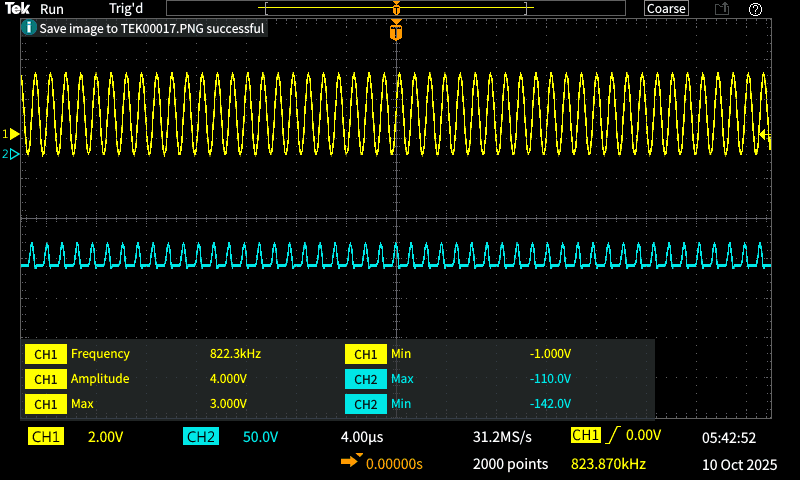 Tek Run Trig'd T Coarse ?
i Save image to TEK00017.PNG successful
T
1
2
CH1 Frequency 822.3kHz CH1 Min -1.000V
CH1 Amplitude 4.000V CH2 Max -110.0V
CH1 Max 3.000V CH2 Min -142.0V
CH1 2.00V CH2 50.0V 4.00µs 31.2MS/s CH1 0.00V 05:42:52
0.00000s 2000 points 823.870kHz 10 Oct 2025